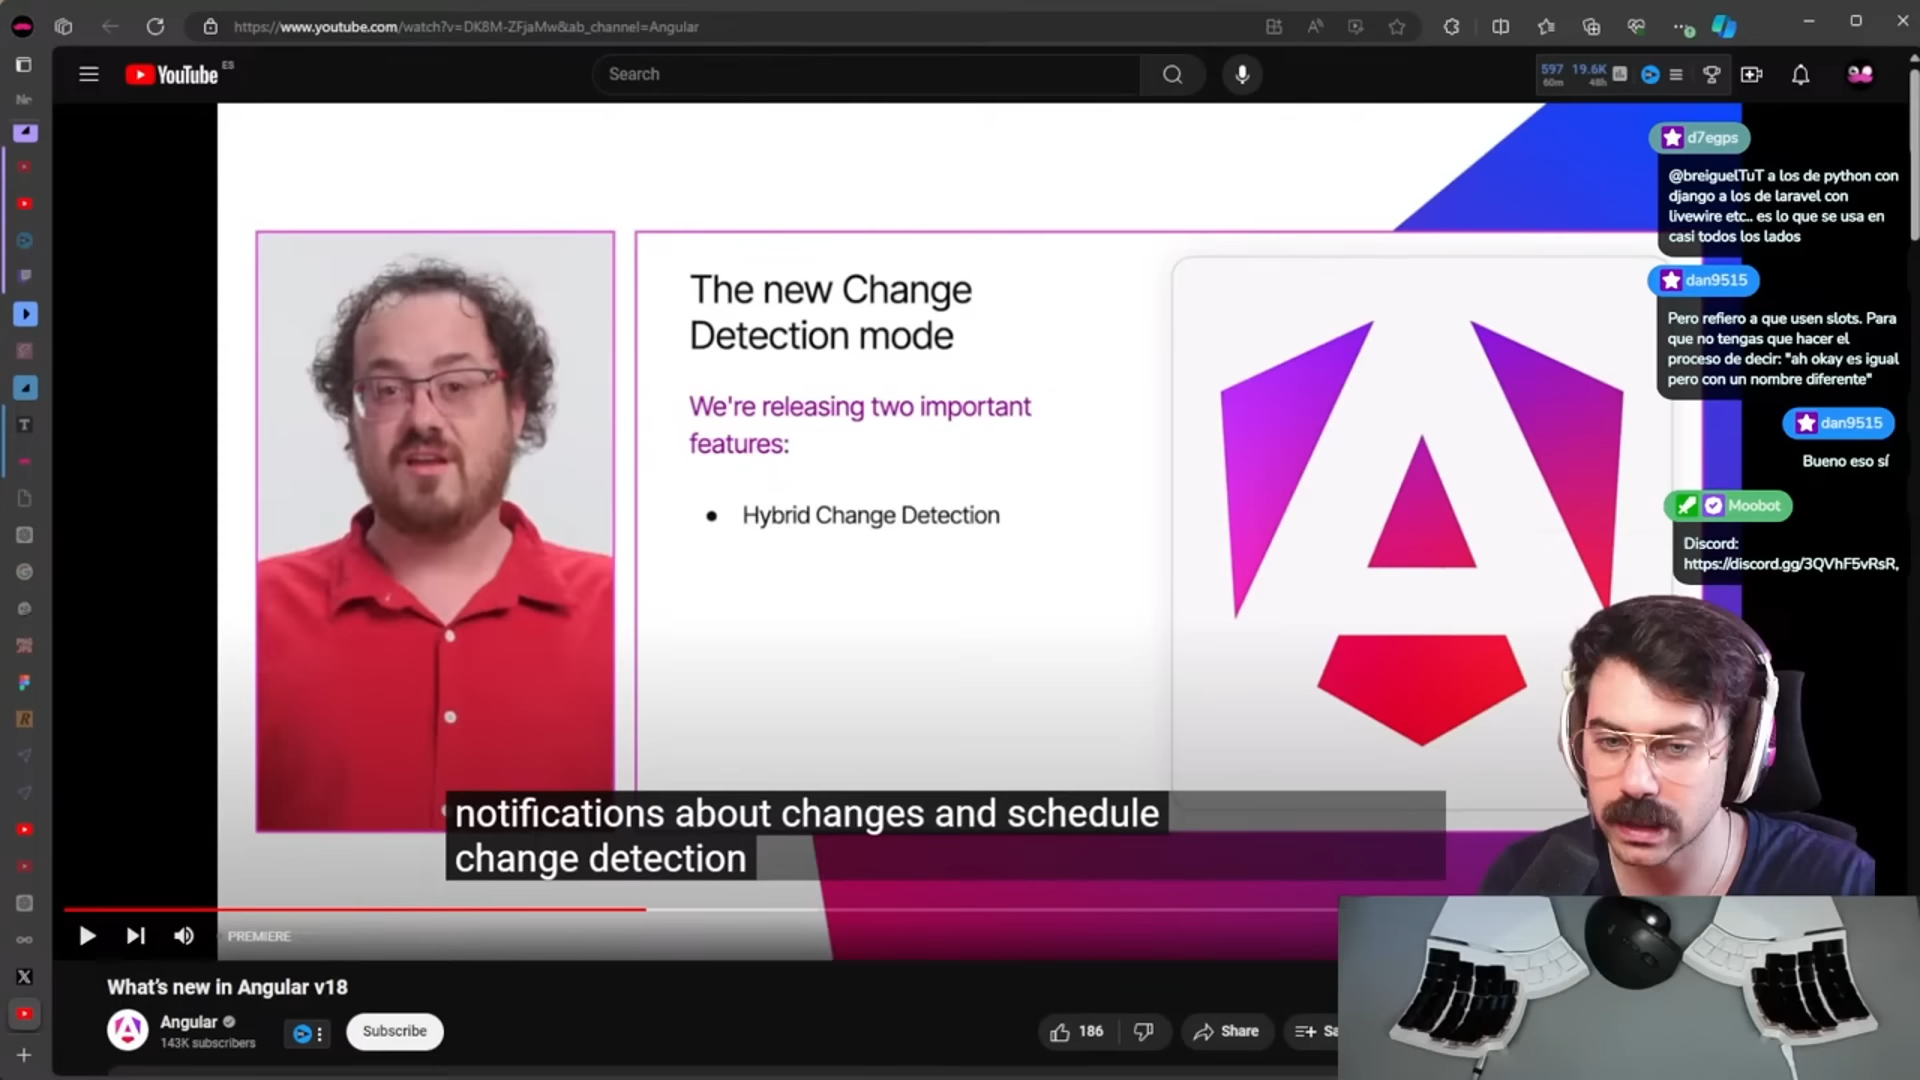 https://www.youtube.com/watch?v=DK8M-ZFjaMw&ab_channel=Angular
YouTube ES
Search
597 19.6K
60m 48h
d7egps
@breiguelTuT a los de python con
django a los de laravel con
livewire etc.. es lo que se usa en
casi todos los lados
dan9515
Pero refiero a que usen slots. Para
que no tengas que hacer el
proceso de decir: "ah okay es igual
pero con un nombre diferente"
dan9515
Bueno eso sí
Moobot
Discord:
https://discord.gg/3QVhF5vRsR,
The new Change
Detection mode
We're releasing two important
features:
• Hybrid Change Detection
notifications about changes and schedule
change detection
PREMIERE
What's new in Angular v18
Angular
143K subscribers
Subscribe
186
Share
Sa